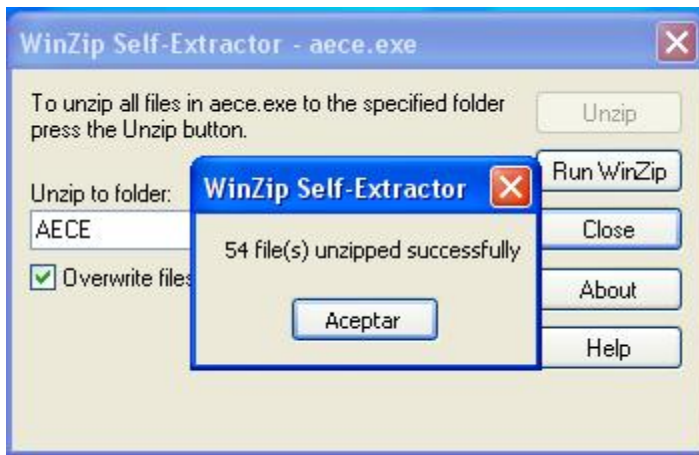 WinZip Self-Extractor - aece.exe
To unzip all files in aece.exe to the specified folder
press the Unzip button.
Unzip
Run WinZip
Unzip to folder:
AECE
Close
Overwrite files
About
Help
WinZip Self-Extractor
54 file(s) unzipped successfully
Aceptar